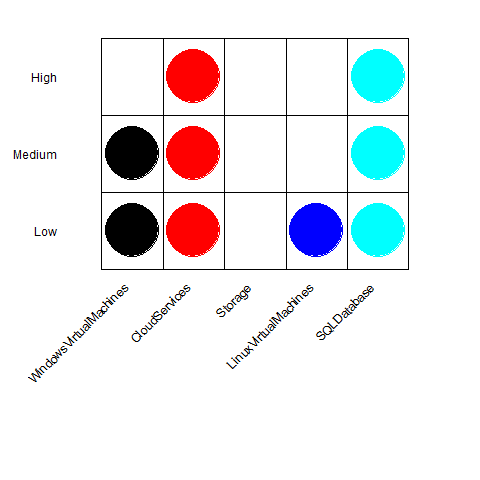 High
Medium
Low
WindowsVirtualMachines
CloudServices
Storage
LinuxVirtualMachines
SQLDatabase